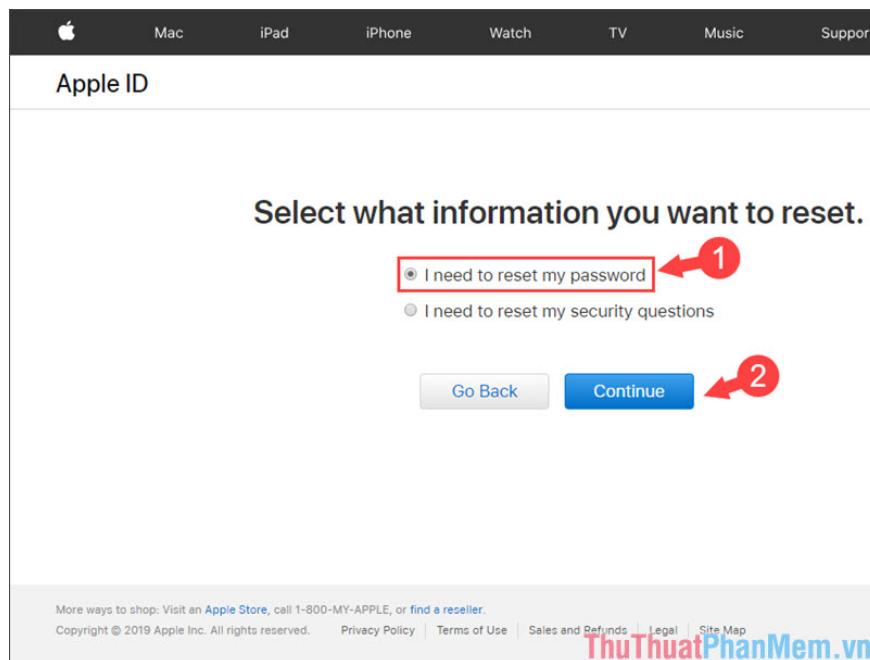 Mac iPad iPhone Watch TV Music Suppor
Apple ID
Select what information you want to reset.
I need to reset my password
1
I need to reset my security questions
Go Back Continue
2
More ways to shop: Visit an Apple Store, call 1-800-MY-APPLE, or find a reseller.
Copyright © 2019 Apple Inc. All rights reserved. Privacy Policy Terms of Use Sales and Refunds Legal Site Map
ThuThuatPhanMem.vn